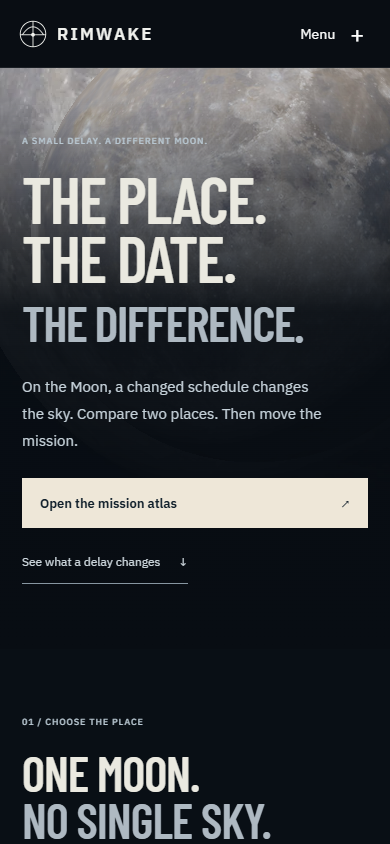 RIMWAKE
Menu +
A SMALL DELAY. A DIFFERENT MOON.
THE PLACE.
THE DATE.
THE DIFFERENCE.
On the Moon, a changed schedule changes
the sky. Compare two places. Then move the
mission.
Open the mission atlas ↗
See what a delay changes ↓
01 / CHOOSE THE PLACE
ONE MOON.
NO SINGLE SKY.